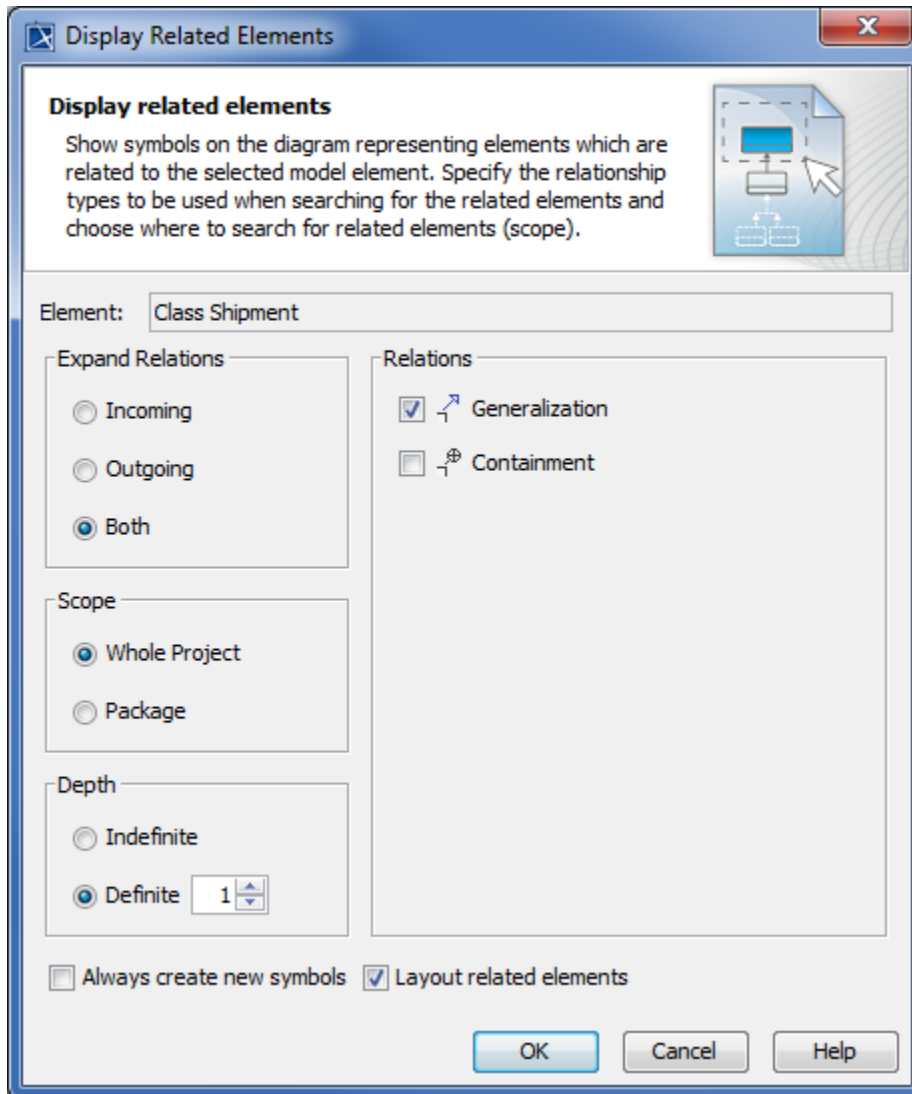 Display Related Elements
x
Display related elements
Show symbols on the diagram representing elements which are
related to the selected model element. Specify the relationship
types to be used when searching for the related elements and
choose where to search for related elements (scope).
Element: Class Shipment
Expand Relations
Incoming
Outgoing
Both
Relations
Generalization
Containment
Scope
Whole Project
Package
Depth
Indefinite
Definite 1
Always create new symbols Layout related elements
OK Cancel Help